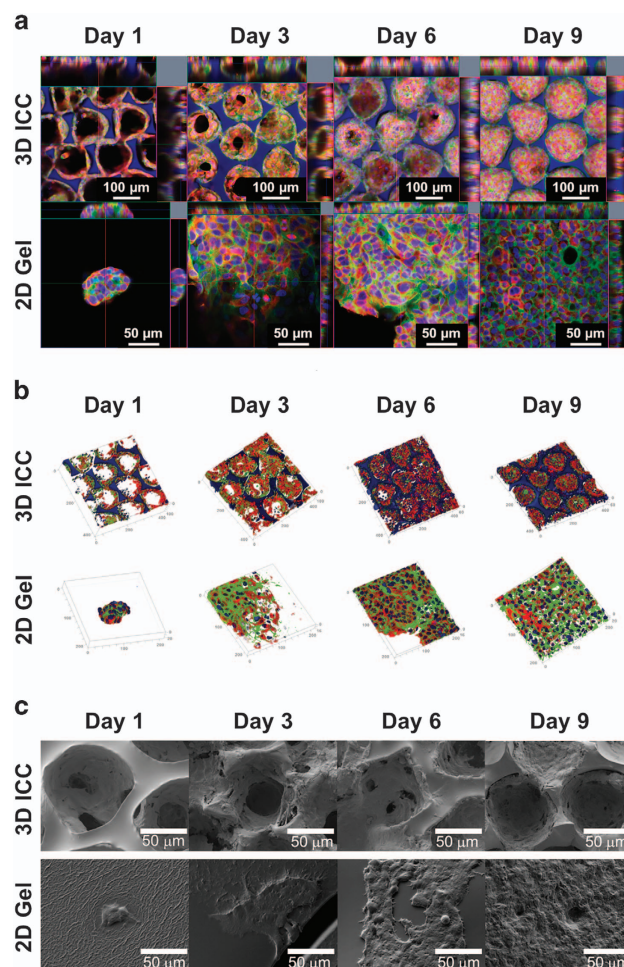 a
Day 1 Day 3 Day 6 Day 9
3D ICC
100 µm 100 µm 100 µm 100 µm
2D Gel
50 µm 50 µm 50 µm 50 µm
b
Day 1 Day 3 Day 6 Day 9
3D ICC
2D Gel
c
Day 1 Day 3 Day 6 Day 9
3D ICC
50 µm 50 µm 50 µm 50 µm
2D Gel
50 µm 50 µm 50 µm 50 µm